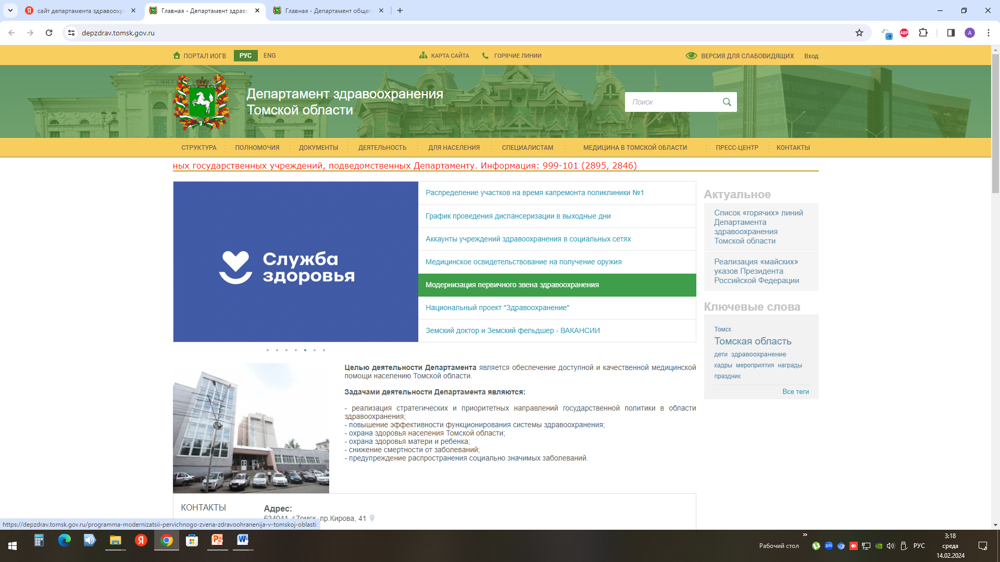 сайт департамента здравоохр
Главная - Департамент здраво
Главная - Департамент общег
depzdrav.tomsk.gov.ru
-9
ABP
A
ПОРТАЛ ИОГВ
РУС
ENG
КАРТА САЙТА
ГОРЯЧИЕ ЛИНИИ
ВЕРСИЯ ДЛЯ СЛАБОВИДЯЩИХ
Вход
Департамент здравоохранения
Томской области
Поиск
СТРУКТУРА
ПОЛНОМОЧИЯ
ДОКУМЕНТЫ
ДЕЯТЕЛЬНОСТЬ
ДЛЯ НАСЕЛЕНИЯ
СПЕЦИАЛИСТАМ
МЕДИЦИНА В ТОМСКОЙ ОБЛАСТИ
ПРЕСС-ЦЕНТР
КОНТАКТЫ
ных государственных учреждений, подведомственных Департаменту. Информация: 999-101 (2895, 2846)
Служба
здоровья
Распределение участков на время капремонта поликлиники №1
График проведения диспансеризации в выходные дни
Аккаунты учреждений здравоохранения в социальных сетях
Медицинское освидетельствование на получение оружия
Модернизация первичного звена здравоохранения
Национальный проект "Здравоохранение"
Земский доктор и Земский фельдшер - ВАКАНСИИ
Актуальное
Список «горячих» линий
Департамента
здравоохранения
Томской области
Реализация «майских»
указов Президента
Российской Федерации
Ключевые слова
Томск
Томская область
дети здравоохранение
кадры мероприятия награды
праздник
Все теги
Целью деятельности Департамента является обеспечение доступной и качественной медицинской
помощи населению Томской области.
Задачами деятельности Департамента являются:
- реализация стратегических и приоритетных направлений государственной политики в области
здравоохранения;
- повышение эффективности функционирования системы здравоохранения;
- охрана здоровья населения Томской области;
- охрана здоровья матери и ребенка;
- снижение смертности от заболеваний;
- предупреждение распространения социально значимых заболеваний.
КОНТАКТЫ
Адрес:
634041, г.Томск, пр.Кирова, 41
https://depzdrav.tomsk.gov.ru/programma-modernizatsii-pervichnogo-zvena-zdravoohranenija-v-tomskoj-oblasti
Рабочий стол
zm
РУС
3:18
среда
14.02.2024